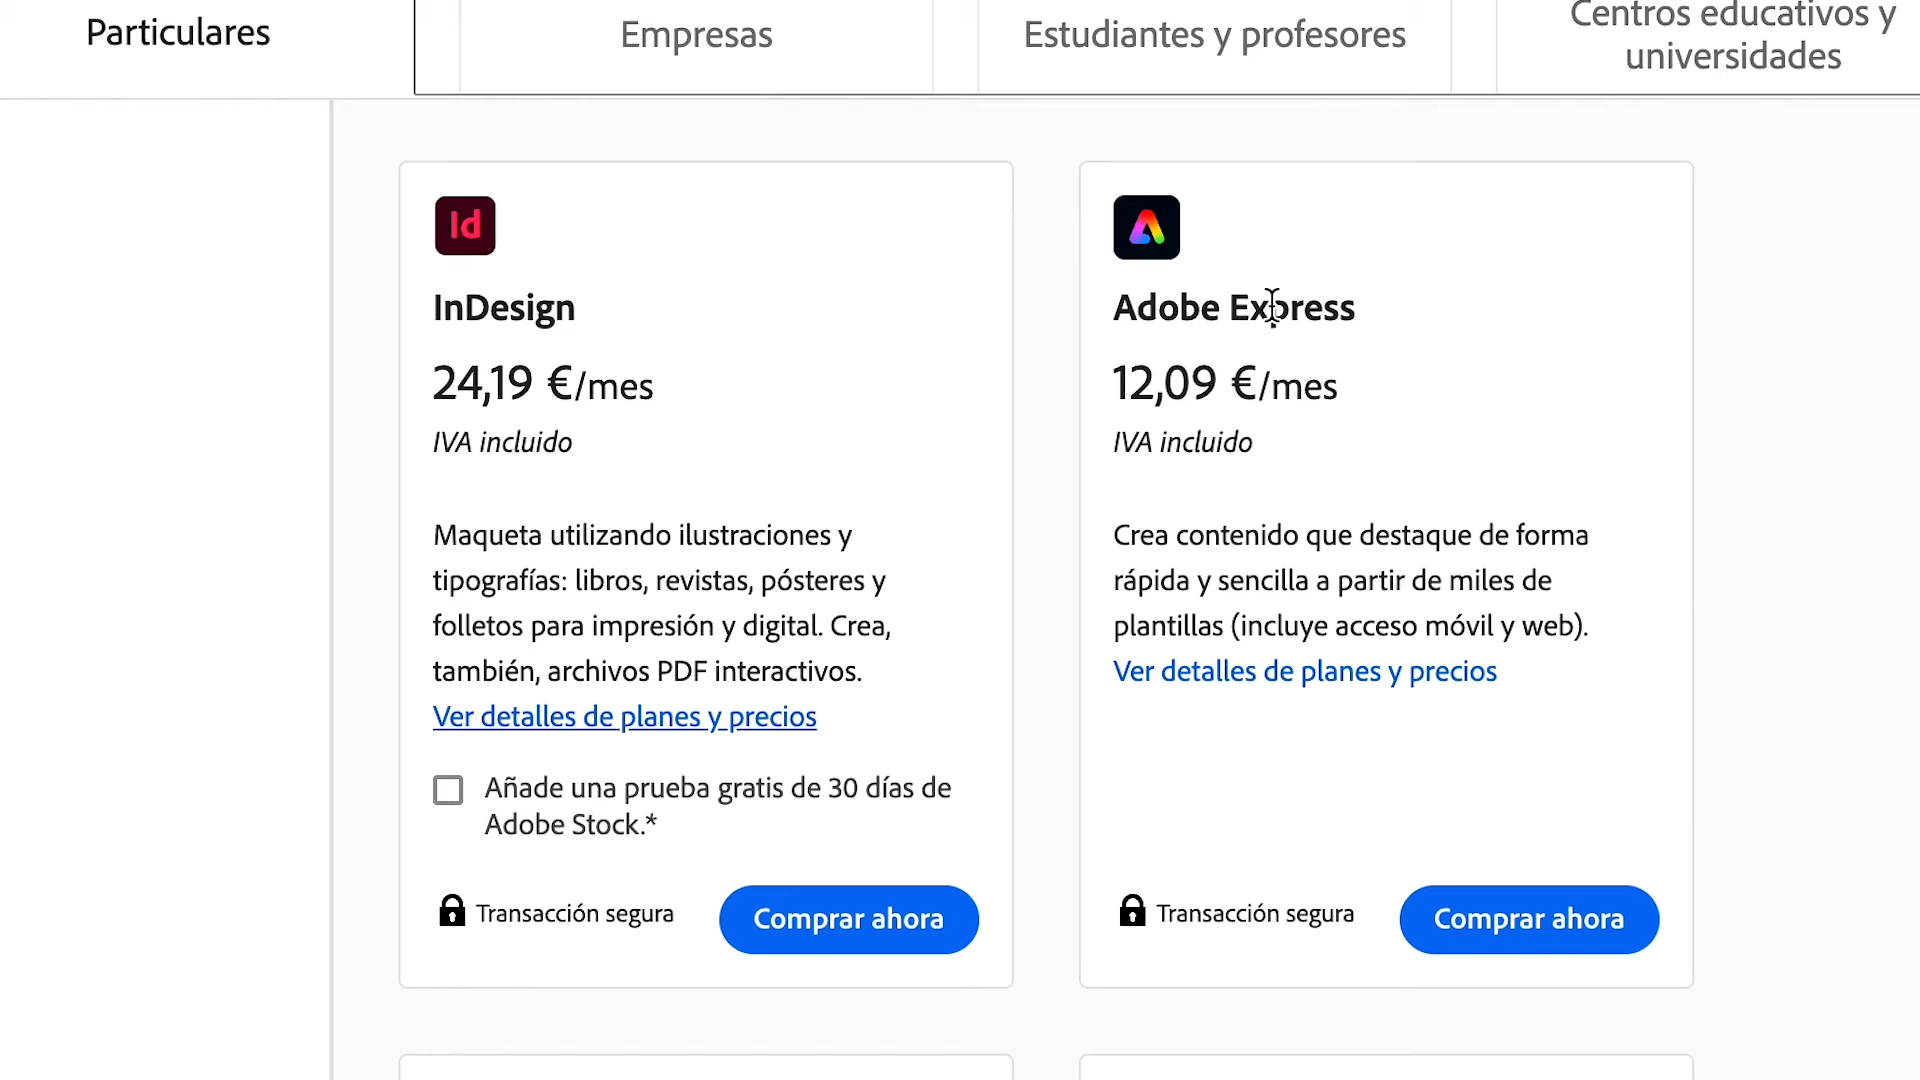 Particulares
Empresas
Estudiantes y profesores
Centros educativos y
universidades
Id
InDesign
24,19 €/mes
IVA incluido
Maqueta utilizando ilustraciones y
tipografías: libros, revistas, pósteres y
folletos para impresión y digital. Crea,
también, archivos PDF interactivos.
Ver detalles de planes y precios
Añade una prueba gratis de 30 días de
Adobe Stock.*
Transacción segura
Comprar ahora
Adobe Express
12,09 €/mes
IVA incluido
Crea contenido que destaque de forma
rápida y sencilla a partir de miles de
plantillas (incluye acceso móvil y web).
Ver detalles de planes y precios
Transacción segura
Comprar ahora